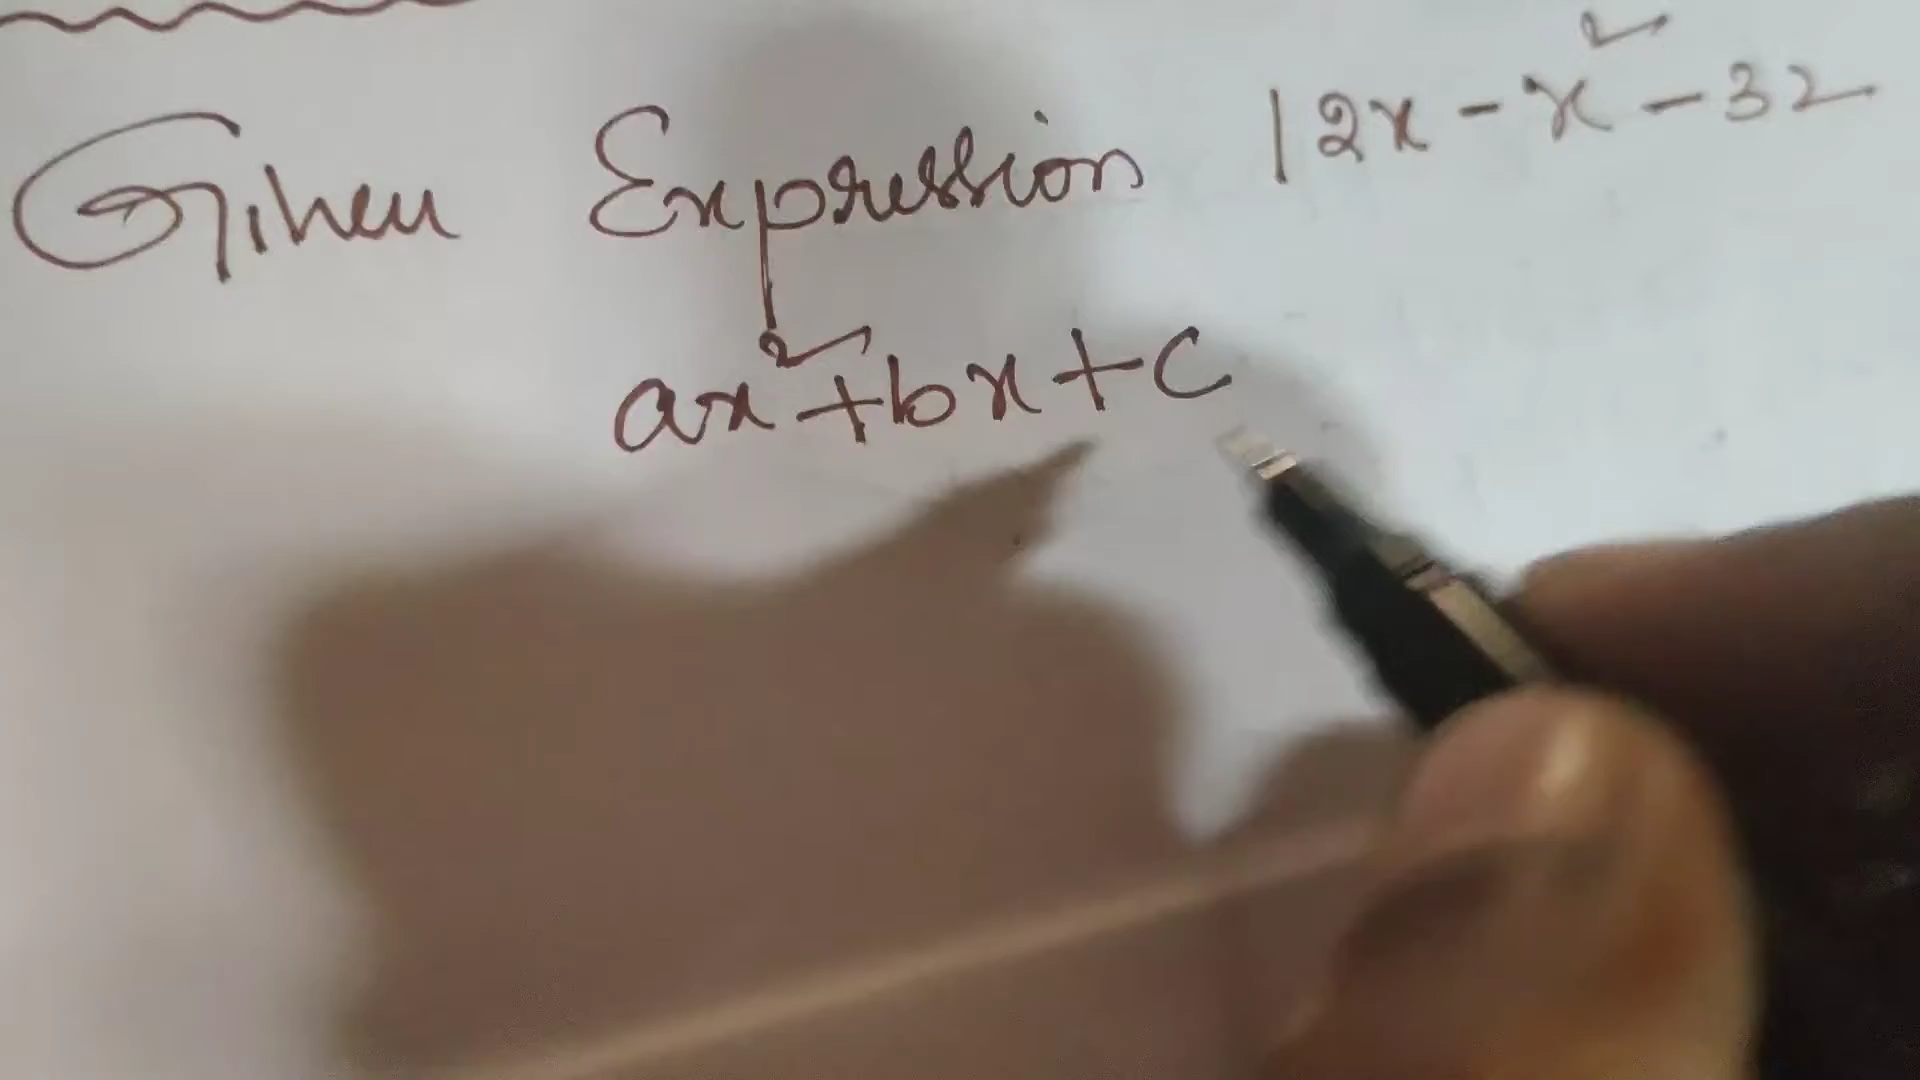 Given Expression 12x - x² - 32
ax² + bx + c